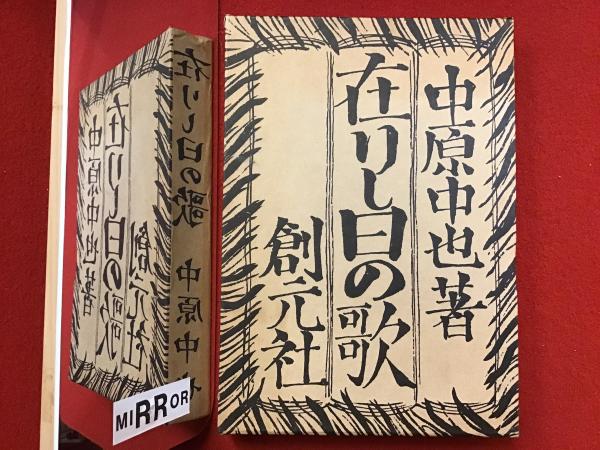 中原中也著
在りし日の歌
創元社
在りし日の歌 中原中
中原中也著
在りし日の歌
創元社
MIRROR